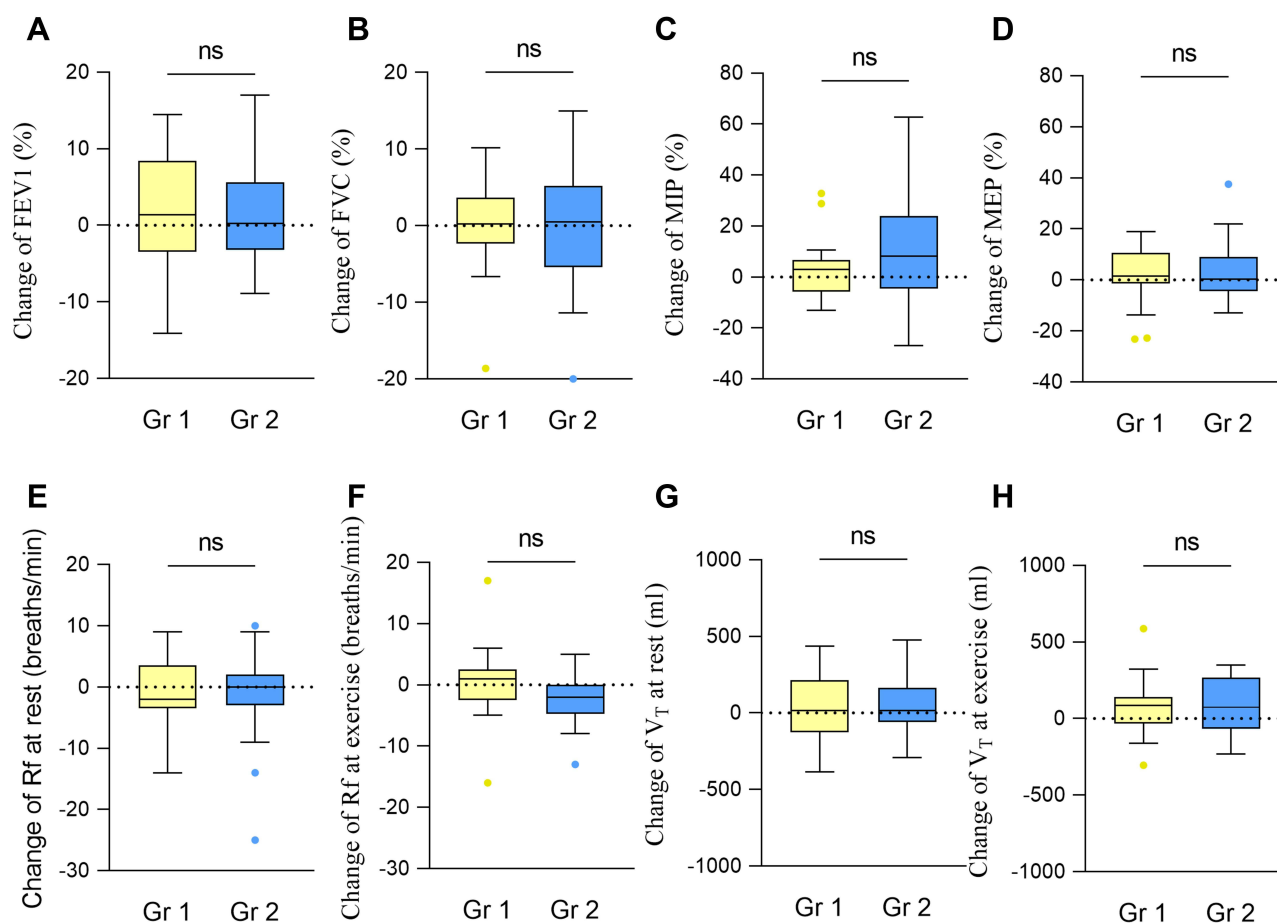 A
ns
Change of FEV1 (%)
20
10
0
-10
-20
Gr 1
Gr 2
B
ns
Change of FVC (%)
20
10
0
-10
-20
Gr 1
Gr 2
C
ns
Change of MIP (%)
80
60
40
20
0
-20
-40
Gr 1
Gr 2
D
ns
Change of MEP (%)
80
60
40
20
0
-20
-40
Gr 1
Gr 2
E
ns
Change of Rf at rest (breaths/min)
20
10
0
-10
-20
-30
Gr 1
Gr 2
F
ns
Change of Rf at exercise (breaths/min)
20
10
0
-10
-20
-30
Gr 1
Gr 2
G
ns
Change of VT at rest (ml)
1000
500
0
-500
-1000
Gr 1
Gr 2
H
ns
Change of VT at exercise (ml)
1000
500
0
-500
-1000
Gr 1
Gr 2